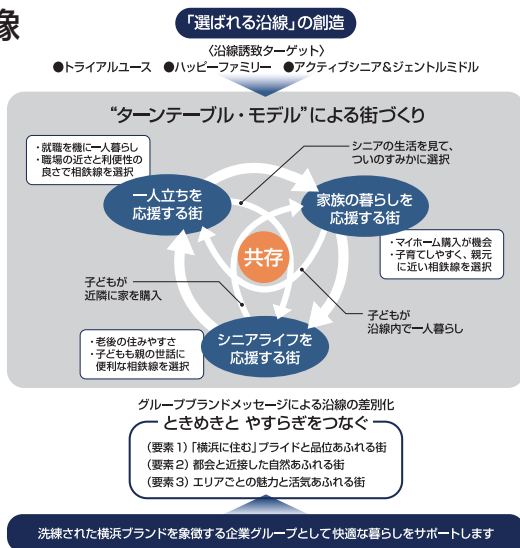 像
「選ばれる沿線」の創造
〈沿線誘致ターゲット〉
●トライアルユース ●ハッピーファミリー ●アクティブシニア＆ジェントルミドル
“ターンテーブル・モデル”による街づくり
・就職を機に一人暮らし
・職場の近さと利便性の
良さで相鉄線を選択
シニアの生活を見て、
ついのすみかに選択
一人立ちを
応援する街
家族の暮らしを
応援する街
共存
・マイホーム購入が機会
・子育てしやすく、親元
に近い相鉄線を選択
子どもが
近隣に家を購入
子どもが
沿線内で一人暮らし
シニアライフを
応援する街
・老後の住みやすさ
・子どもも親の世話に
便利な相鉄線を選択
グループブランドメッセージによる沿線の差別化
ときめきと やすらぎをつなぐ
（要素１）「横浜に住む」プライドと品位あふれる街
（要素２）都会と近接した自然あふれる街
（要素３）エリアごとの魅力と活気あふれる街
洗練された横浜ブランドを象徴する企業グループとして快適な暮らしをサポートします